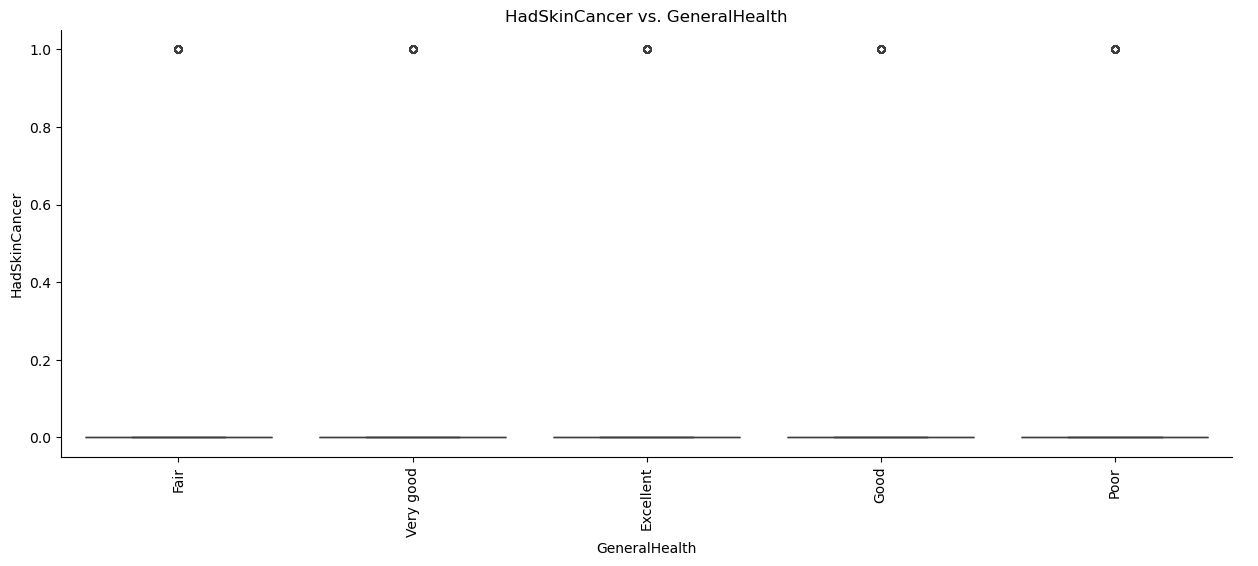 HadSkinCancer vs. GeneralHealth
1.0
0.8
0.6
0.4
0.2
0.0
HadSkinCancer
Fair
Very good
Excellent
Good
Poor
GeneralHealth